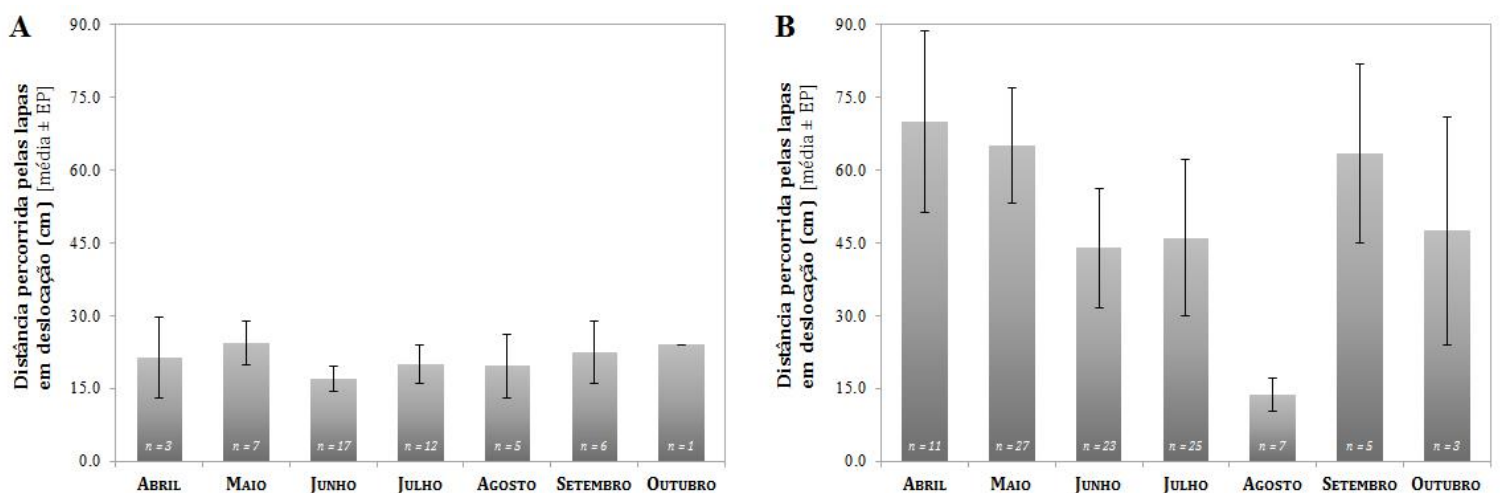 A
Distância percorrida pelas lapas
em deslocação (cm) [média ± EP]
90.0
75.0
60.0
45.0
30.0
15.0
0.0
n = 3
n = 7
n = 17
n = 12
n = 5
n = 6
n = 1
ABRIL MAIO JUNHO JULHO AGOSTO SETEMBRO OUTUBRO
B
Distância percorrida pelas lapas
em deslocação (cm) [média ± EP]
90.0
75.0
60.0
45.0
30.0
15.0
0.0
n = 11
n = 27
n = 23
n = 25
n = 7
n = 5
n = 3
ABRIL MAIO JUNHO JULHO AGOSTO SETEMBRO OUTUBRO